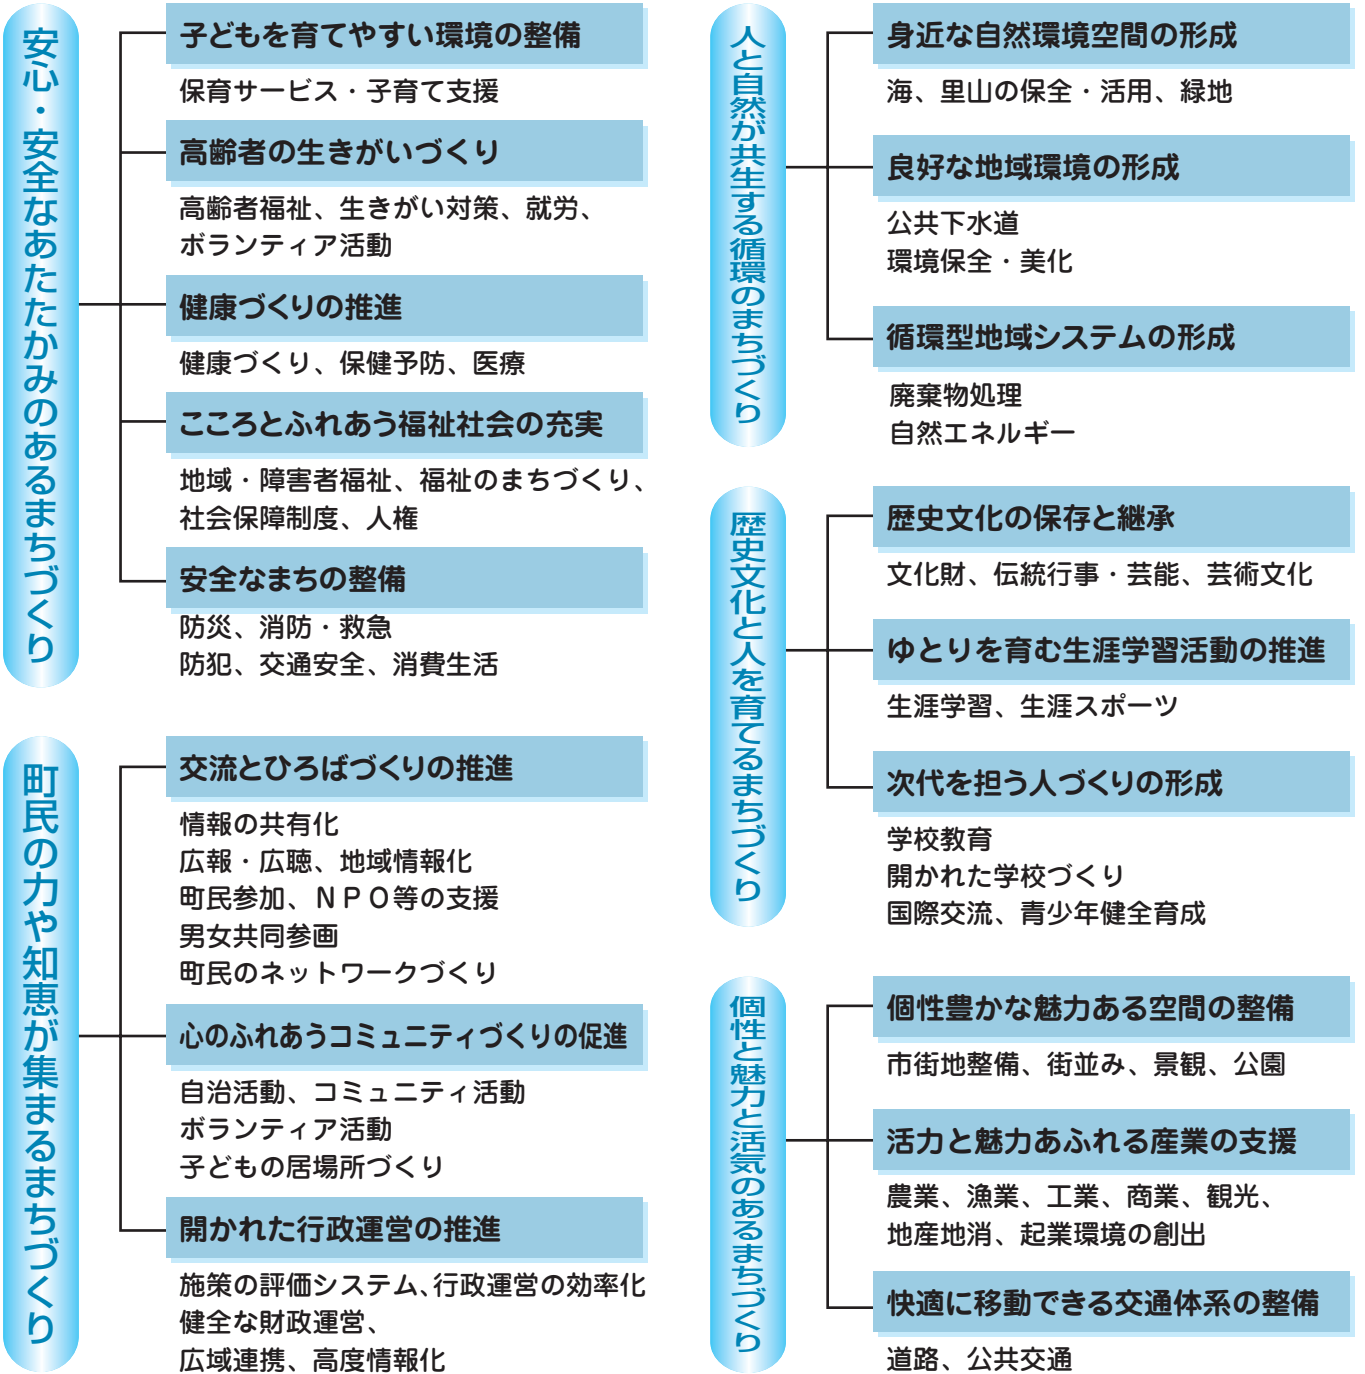 安心・安全なあたたかみのあるまちづくり
子どもを育てやすい環境の整備
保育サービス・子育て支援
高齢者の生きがいづくり
高齢者福祉、生きがい対策、就労、
ボランティア活動
健康づくりの推進
健康づくり、保健予防、医療
こころとふれあう福祉社会の充実
地域・障害者福祉、福祉のまちづくり、
社会保障制度、人権
安全なまちの整備
防災、消防・救急
防犯、交通安全、消費生活
町民の力や知恵が集まるまちづくり
交流とひろばづくりの推進
情報の共有化
広報・広聴、地域情報化
町民参加、ＮＰＯ等の支援
男女共同参画
町民のネットワークづくり
心のふれあうコミュニティづくりの促進
自治活動、コミュニティ活動
ボランティア活動
子どもの居場所づくり
開かれた行政運営の推進
施策の評価システム、行政運営の効率化
健全な財政運営、
広域連携、高度情報化
人と自然が共生する循環のまちづくり
身近な自然環境空間の形成
海、里山の保全・活用、緑地
良好な地域環境の形成
公共下水道
環境保全・美化
循環型地域システムの形成
廃棄物処理
自然エネルギー
歴史文化と人を育てるまちづくり
歴史文化の保存と継承
文化財、伝統行事・芸能、芸術文化
ゆとりを育む生涯学習活動の推進
生涯学習、生涯スポーツ
次代を担う人づくりの形成
学校教育
開かれた学校づくり
国際交流、青少年健全育成
個性と魅力と活気のあるまちづくり
個性豊かな魅力ある空間の整備
市街地整備、街並み、景観、公園
活力と魅力あふれる産業の支援
農業、漁業、工業、商業、観光、
地産地消、起業環境の創出
快適に移動できる交通体系の整備
道路、公共交通